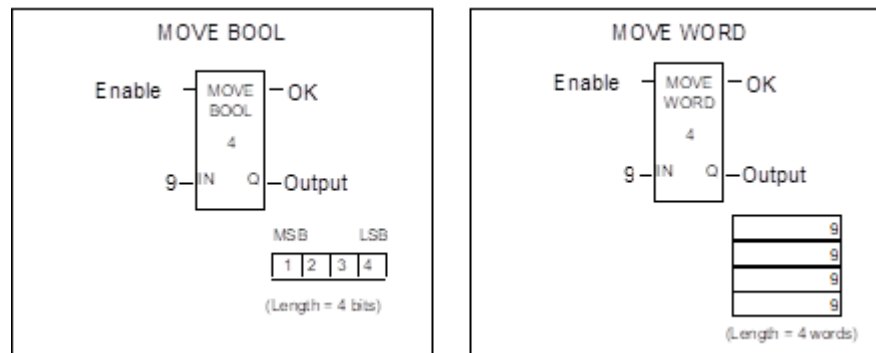 MOVE BOOL
Enable
MOVE
BOOL
OK
4
9
IN
Q
Output
MSB
LSB
1 2 3 4
(Length = 4 bits)
MOVE WORD
Enable
MOVE
WORD
OK
4
9
IN
Q
Output
9
9
9
9
(Length = 4 words)